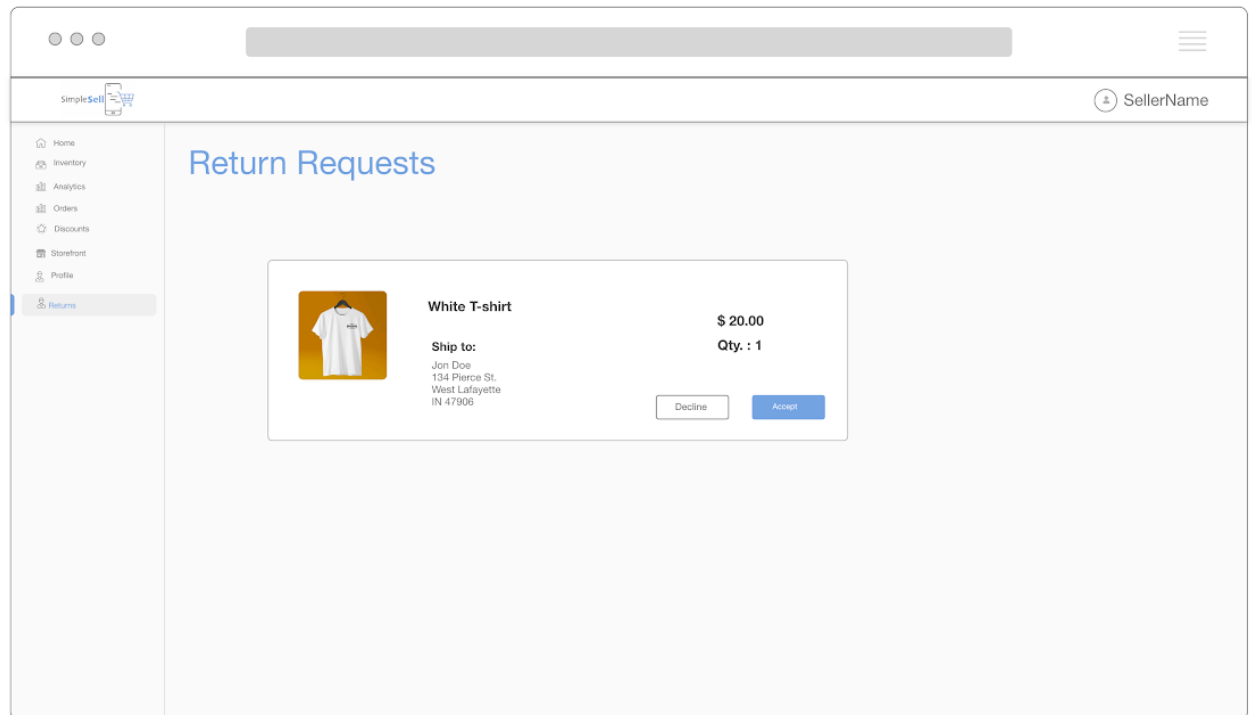 SimpleSell
SellerName
Home
Inventory
Analytics
Orders
Discounts
Storefront
Profile
Returns
Return Requests
White T-shirt
$ 20.00
Qty. : 1
Ship to:
Jon Doe
134 Pierce St.
West Lafayette
IN 47906
Decline
Accept